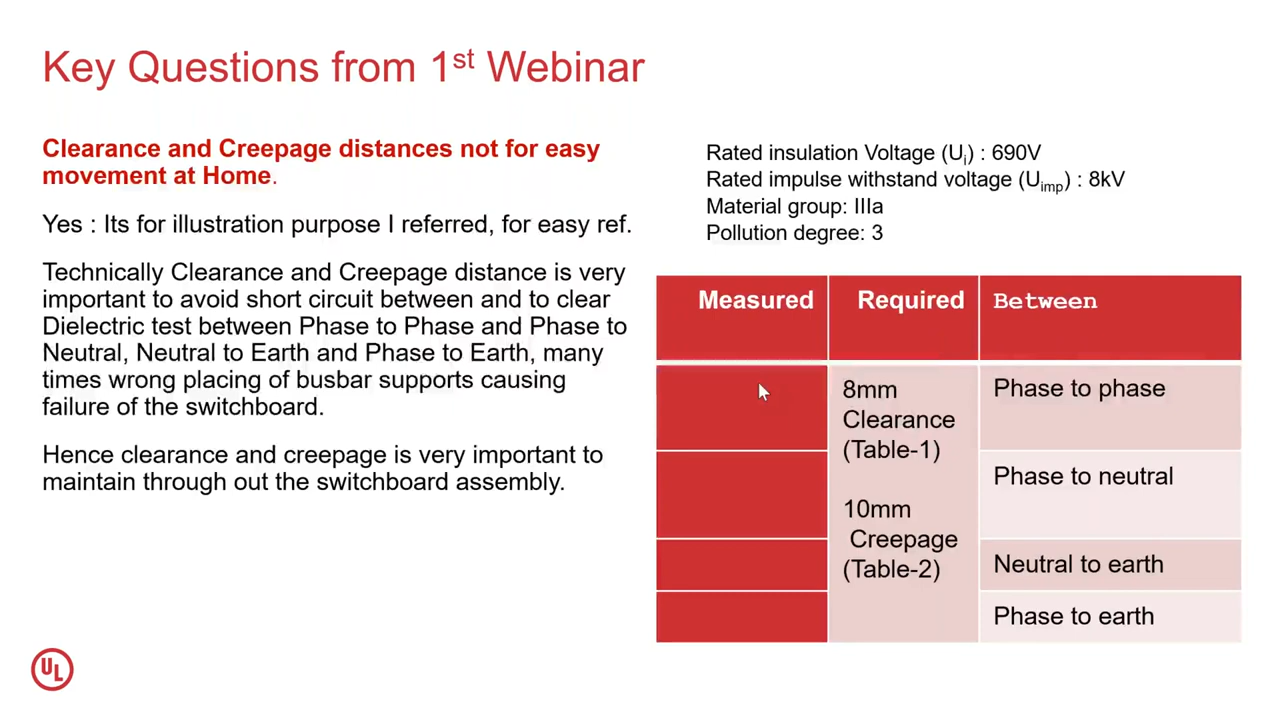 Key Questions from 1st Webinar
Clearance and Creepage distances not for easy
movement at Home.
Yes : Its for illustration purpose I referred, for easy ref.
Technically Clearance and Creepage distance is very
important to avoid short circuit between and to clear
Dielectric test between Phase to Phase and Phase to
Neutral, Neutral to Earth and Phase to Earth, many
times wrong placing of busbar supports causing
failure of the switchboard.
Hence clearance and creepage is very important to
maintain through out the switchboard assembly.
Rated insulation Voltage (Ui) : 690V
Rated impulse withstand voltage (Uimp) : 8kV
Material group: IIIa
Pollution degree: 3
Measured Required Between
8mm
Clearance
(Table-1)
10mm
Creepage
(Table-2)
Phase to phase
Phase to neutral
Neutral to earth
Phase to earth
UL